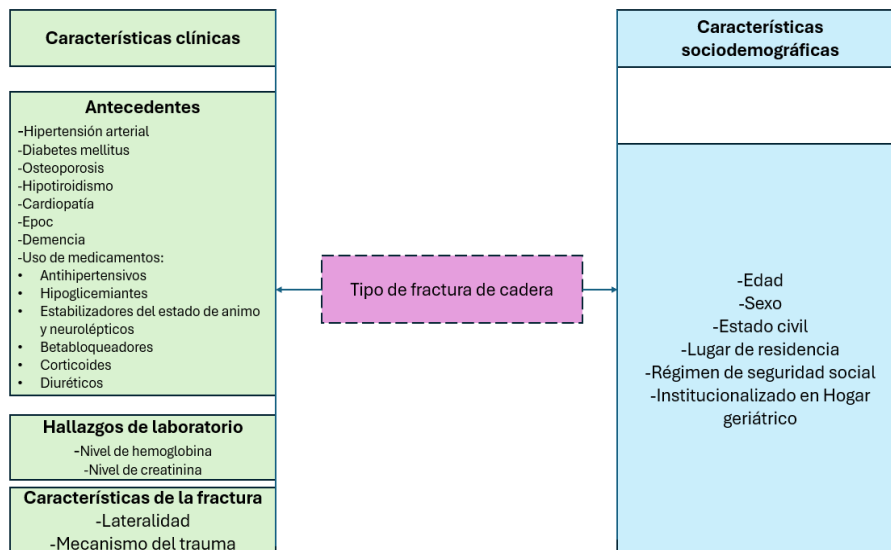 Características clínicas
Antecedentes
-Hipertensión arterial
-Diabetes mellitus
-Osteoporosis
-Hipotiroidismo
-Cardiopatía
-Epoc
-Demencia
-Uso de medicamentos:
• Antihipertensivos
• Hipoglicemiantes
• Estabilizadores del estado de animo
y neurolépticos
• Betabloqueadores
• Corticoides
• Diuréticos
Hallazgos de laboratorio
-Nivel de hemoglobina
-Nivel de creatinina
Características de la fractura
-Lateralidad
-Mecanismo del trauma
Tipo de fractura de cadera
Características
sociodemográficas
-Edad
-Sexo
-Estado civil
-Lugar de residencia
-Régimen de seguridad social
-Institucionalizado en Hogar
geriátrico